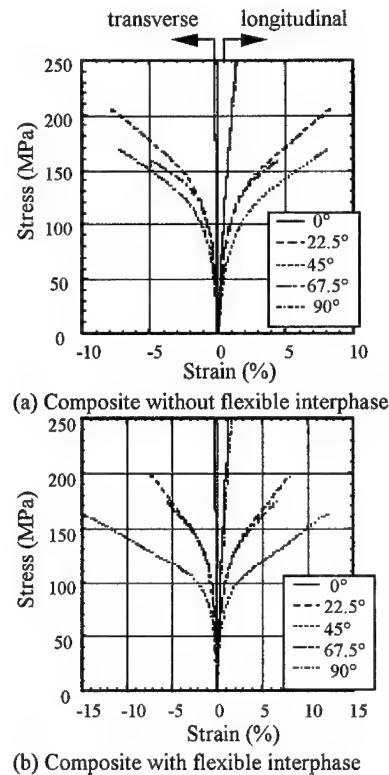 transverse longitudinal
250
200
150
100
50
0
Stress (MPa)
0°
22.5°
45°
67.5°
90°
-10 -5 0 5 10
Strain (%)
(a) Composite without flexible interphase
250
200
150
100
50
0
Stress (MPa)
0°
22.5°
45°
67.5°
90°
-15 -10 -5 0 5 10 15
Strain (%)
(b) Composite with flexible interphase